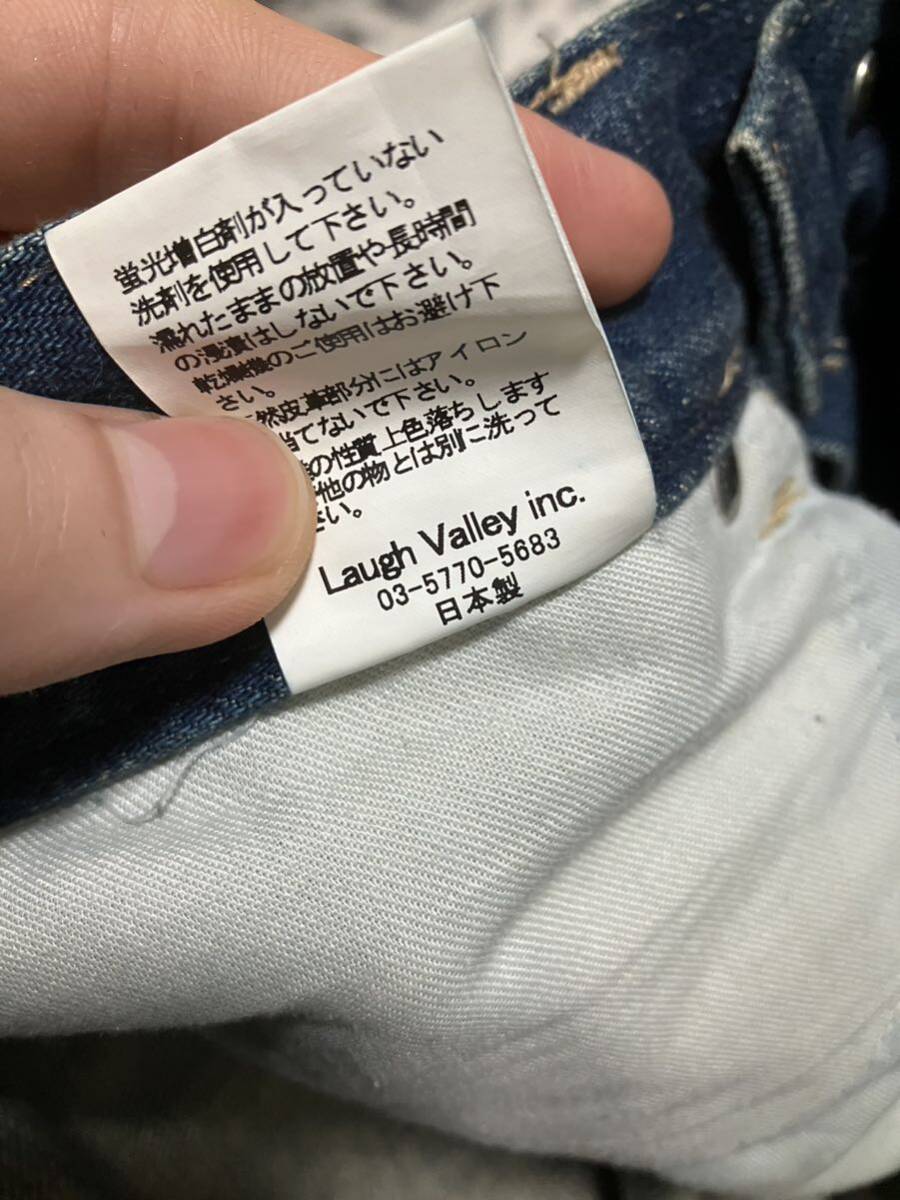 蛍光増白剤が入っていない
洗剤を使用して下さい。
濡れたままの放置や長時間
の浸漬はしないで下さい。
乾燥機のご使用はお避け下
さい。
然皮革部分にはアイロン
当てないで下さい。
の性質上色落ちします
他の物とは別に洗って
さい。
Laugh Valley inc.
03-5770-5683
日本製